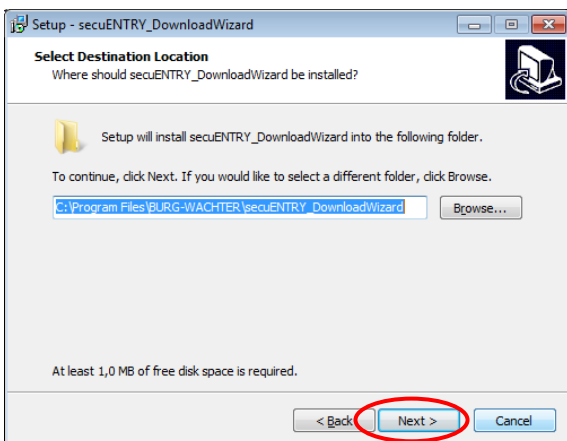 Setup - secuENTRY_DownloadWizard
Select Destination Location
Where should secuENTRY_DownloadWizard be installed?
Setup will install secuENTRY_DownloadWizard into the following folder.
To continue, click Next. If you would like to select a different folder, click Browse.
C:\Program Files\BURG-WACHTER\secuENTRY_DownloadWizard
Browse...
At least 1,0 MB of free disk space is required.
< Back Next > Cancel